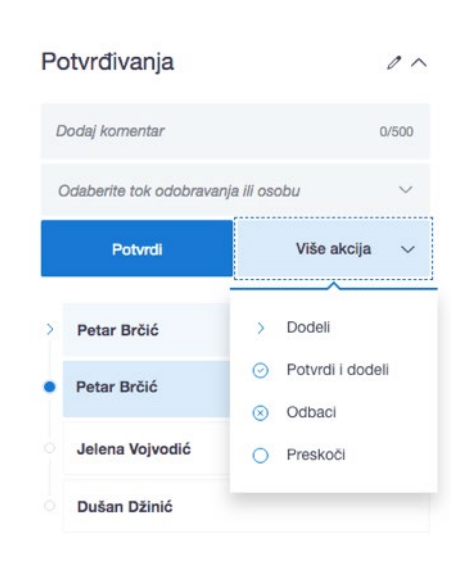 Potvrđivanja
Dodaj komentar 0/500
Odaberite tok odobravanja ili osobu
Potvrdi Više akcija
Petar Brčić
Petar Brčić
Jelena Vojvodić
Dušan Džinić
Dodeli
Potvrdi i dodeli
Odbaci
Preskoči